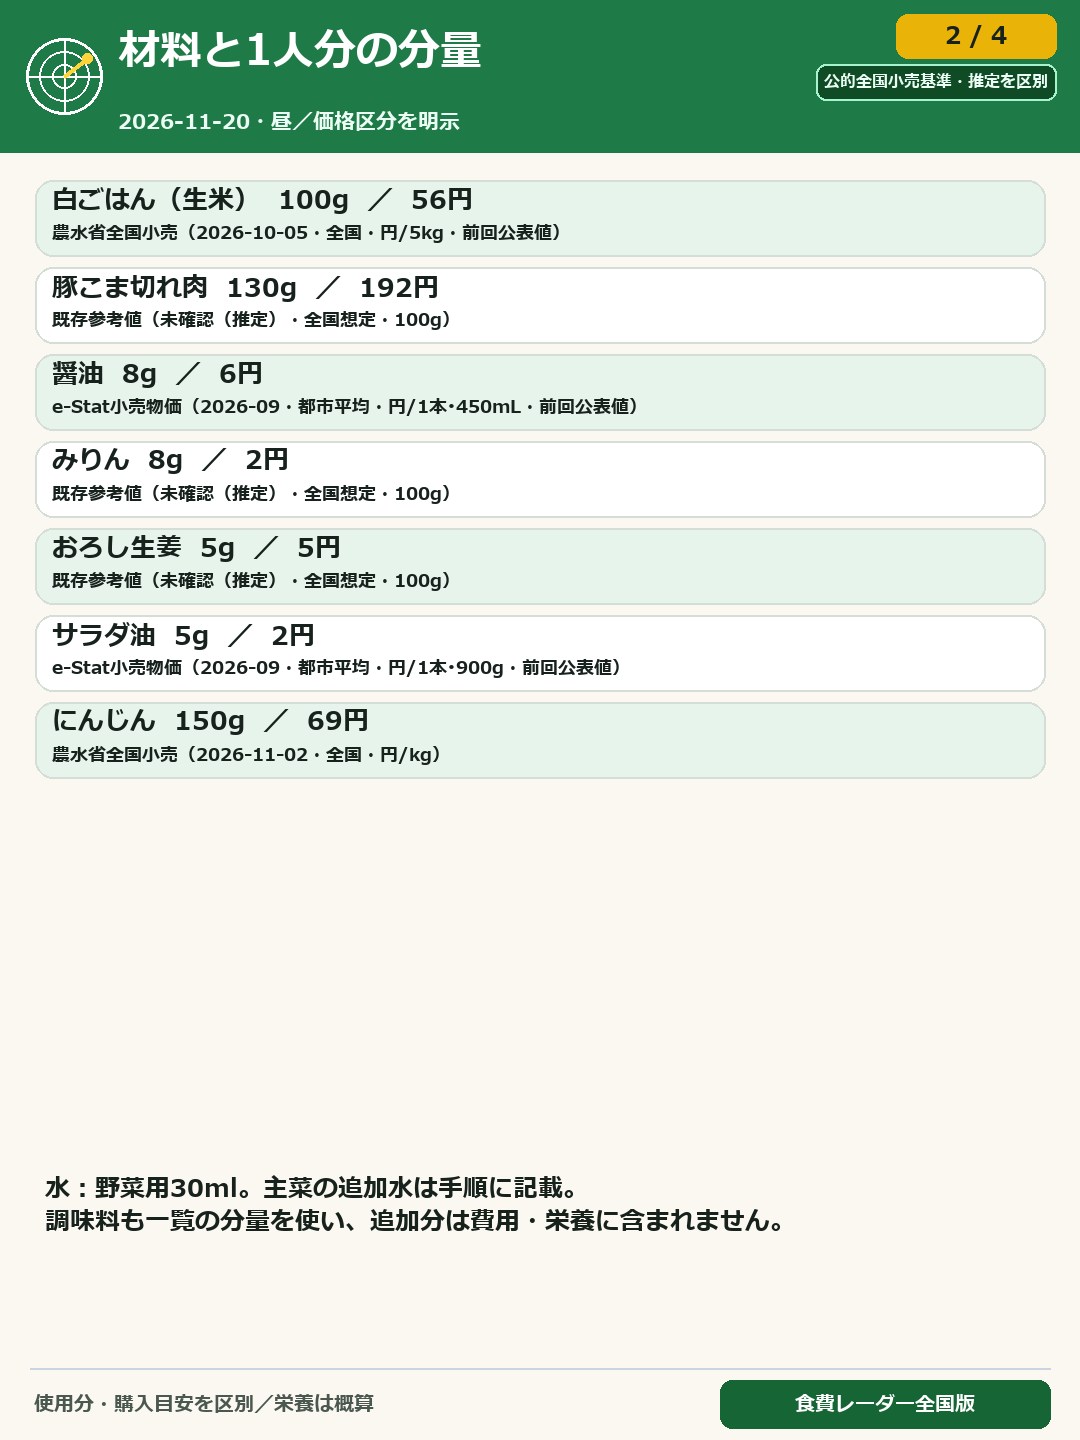 材料と1人分の分量
2 / 4
公的全国小売基準・推定を区別
2026-11-20・昼／価格区分を明示
白ごはん（生米） 100g ／ 56円
農水省全国小売（2026-10-05・全国・円/5kg・前回公表値）
豚こま切れ肉 130g ／ 192円
既存参考値（未確認（推定）・全国想定・100g）
醤油 8g ／ 6円
e-Stat小売物価（2026-09・都市平均・円/1本･450mL・前回公表値）
みりん 8g ／ 2円
既存参考値（未確認（推定）・全国想定・100g）
おろし生姜 5g ／ 5円
既存参考値（未確認（推定）・全国想定・100g）
サラダ油 5g ／ 2円
e-Stat小売物価（2026-09・都市平均・円/1本･900g・前回公表値）
にんじん 150g ／ 69円
農水省全国小売（2026-11-02・全国・円/kg）
水：野菜用30ml。主菜の追加水は手順に記載。
調味料も一覧の分量を使い、追加分は費用・栄養に含まれません。
使用分・購入目安を区別／栄養は概算
食費レーダー全国版